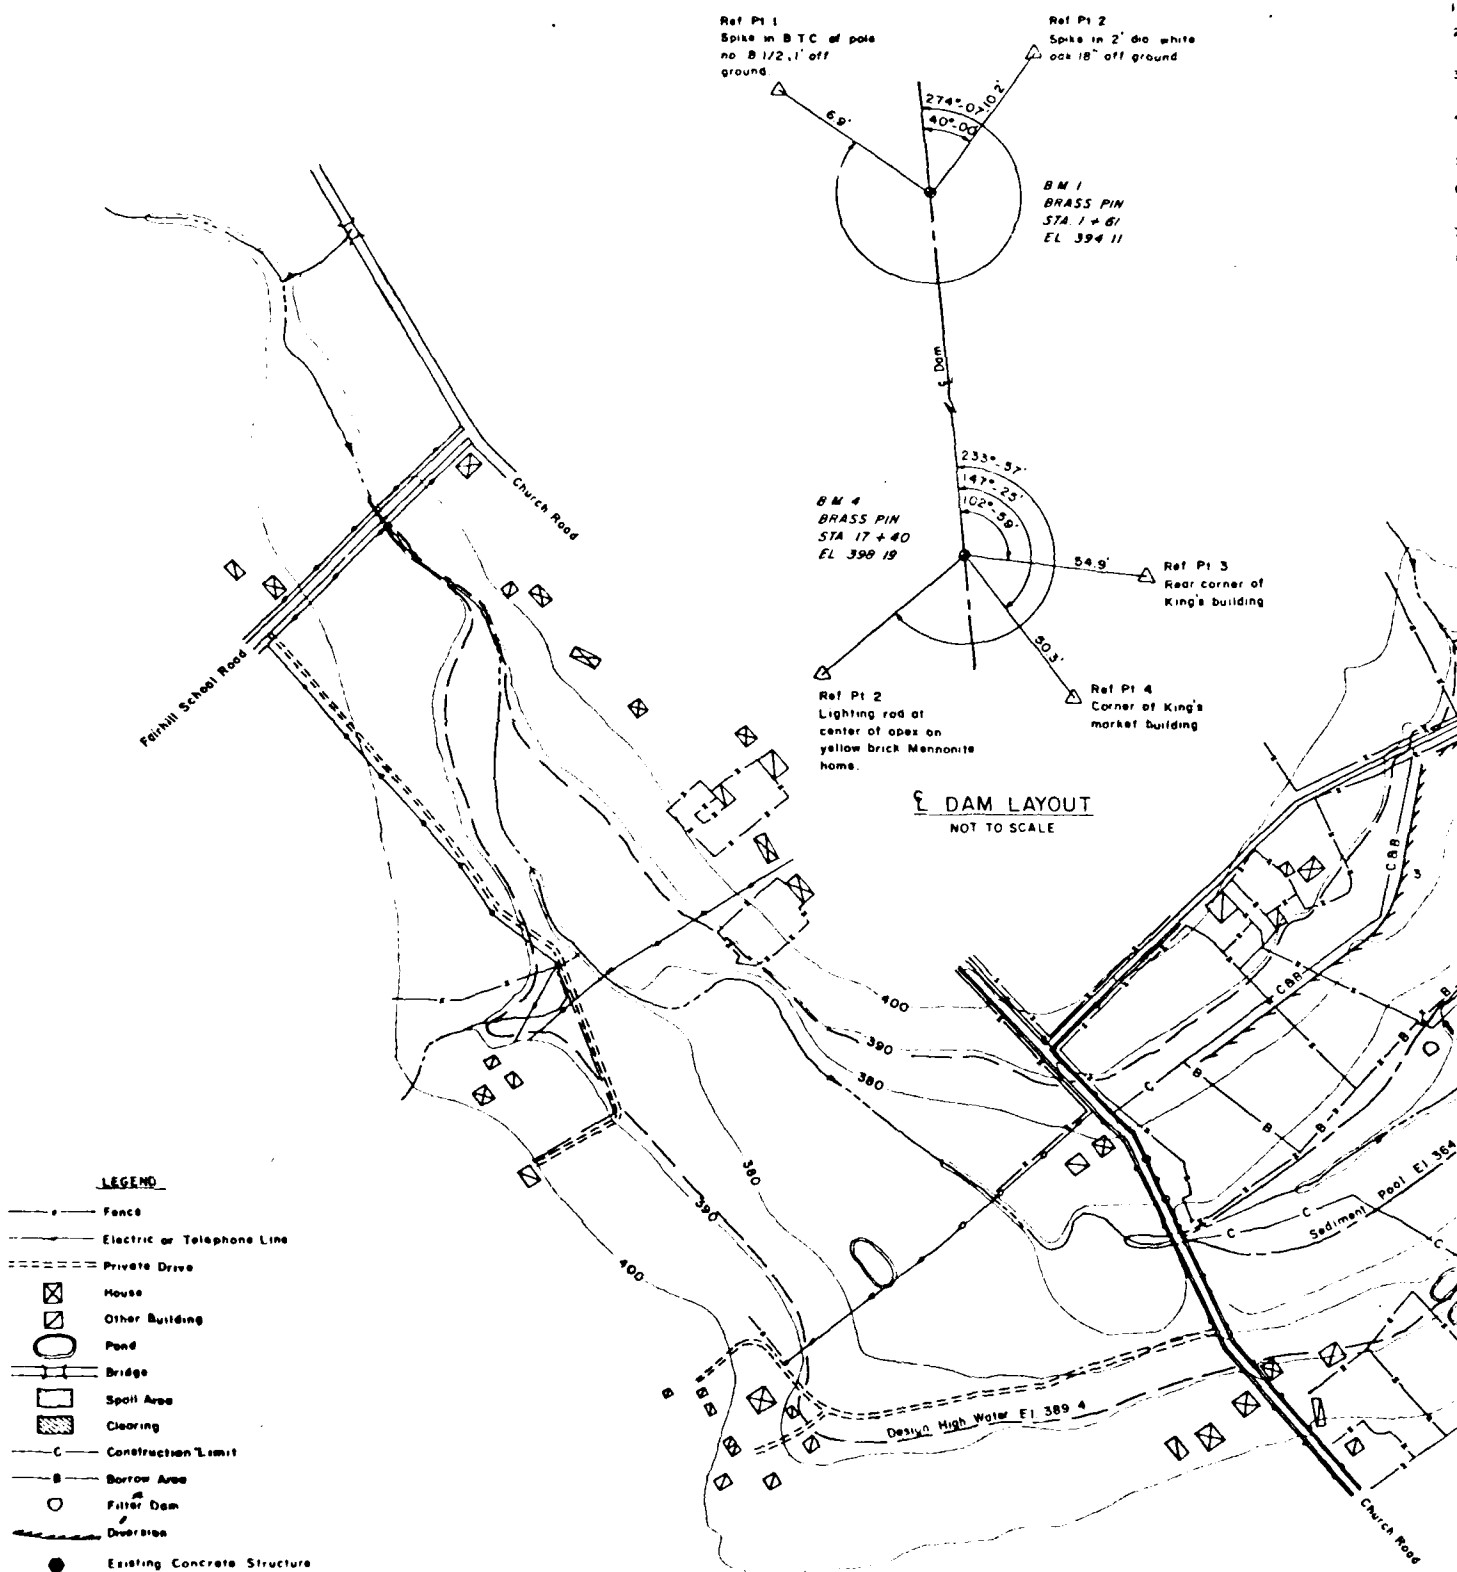 Ref Pt 1
Spike in B.T.C. of pole
no B 1/2, 1' off
ground
Ref Pt 2
Spike in 2' dia white
oak 18" off ground
69'
274°-07'
10.2'
40°-00'
B M 1
BRASS PIN
STA. 1 + 61
EL 394 11
℄ Dam
233°-57'
147°-25'
102°-59'
B M 4
BRASS PIN
STA 17 + 40
EL 398 19
54.9'
Ref Pt 3
Rear corner of
King's building
50.3'
Ref Pt 2
Lighting rod at
center of apex on
yellow brick Mennonite
home.
Ref Pt 4
Corner of King's
market building
℄ DAM LAYOUT
NOT TO SCALE
Church Road
Fairhill School Road
C&B
3
C&B
B
B
B
B
B-B
C
400
390
380
380
390
400
Sediment Pool El 364
C
C
C
Design High Water El 389 4
Church Road
LEGEND
Fence
Electric or Telephone Line
Private Drive
House
Other Building
Pond
Bridge
Spoil Area
Clearing
C Construction Limit
B Borrow Area
Filter Dam
Diversion
Existing Concrete Structure